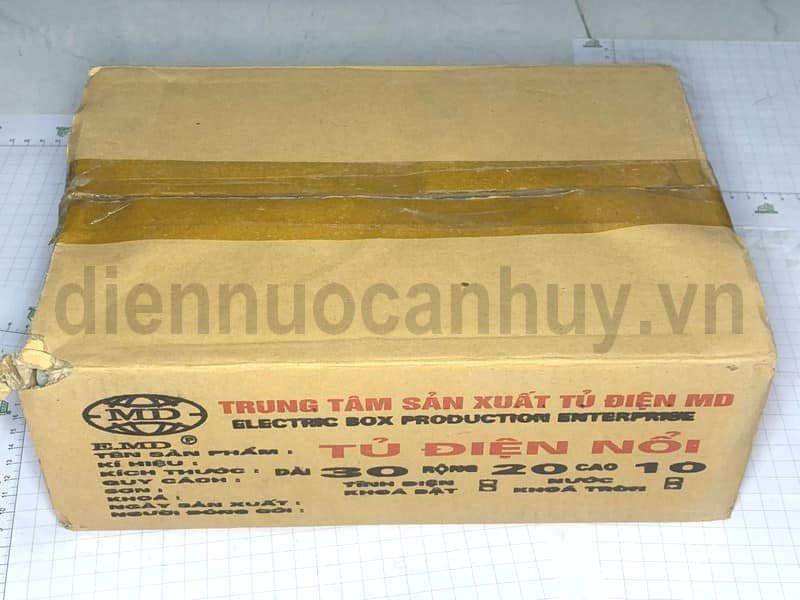 diennuocanhuy.vn
MD
TRUNG TÂM SẢN XUẤT TỦ ĐIỆN MD
ELECTRIC BOX PRODUCTION ENTERPRISE
E.MD ®
TÊN SẢN PHẨM : TỦ ĐIỆN NỔI
KÍ HIỆU :
KÍCH THƯỚC : DÀI 30 RỘNG 20 CAO 10
QUY CÁCH :
SƠN : TĨNH ĐIỆN NƯỚC
KHOÁ : KHOÁ BẬT KHOÁ TRÒN
NGÀY SẢN XUẤT :
NGƯỜI ĐÓNG GÓI :